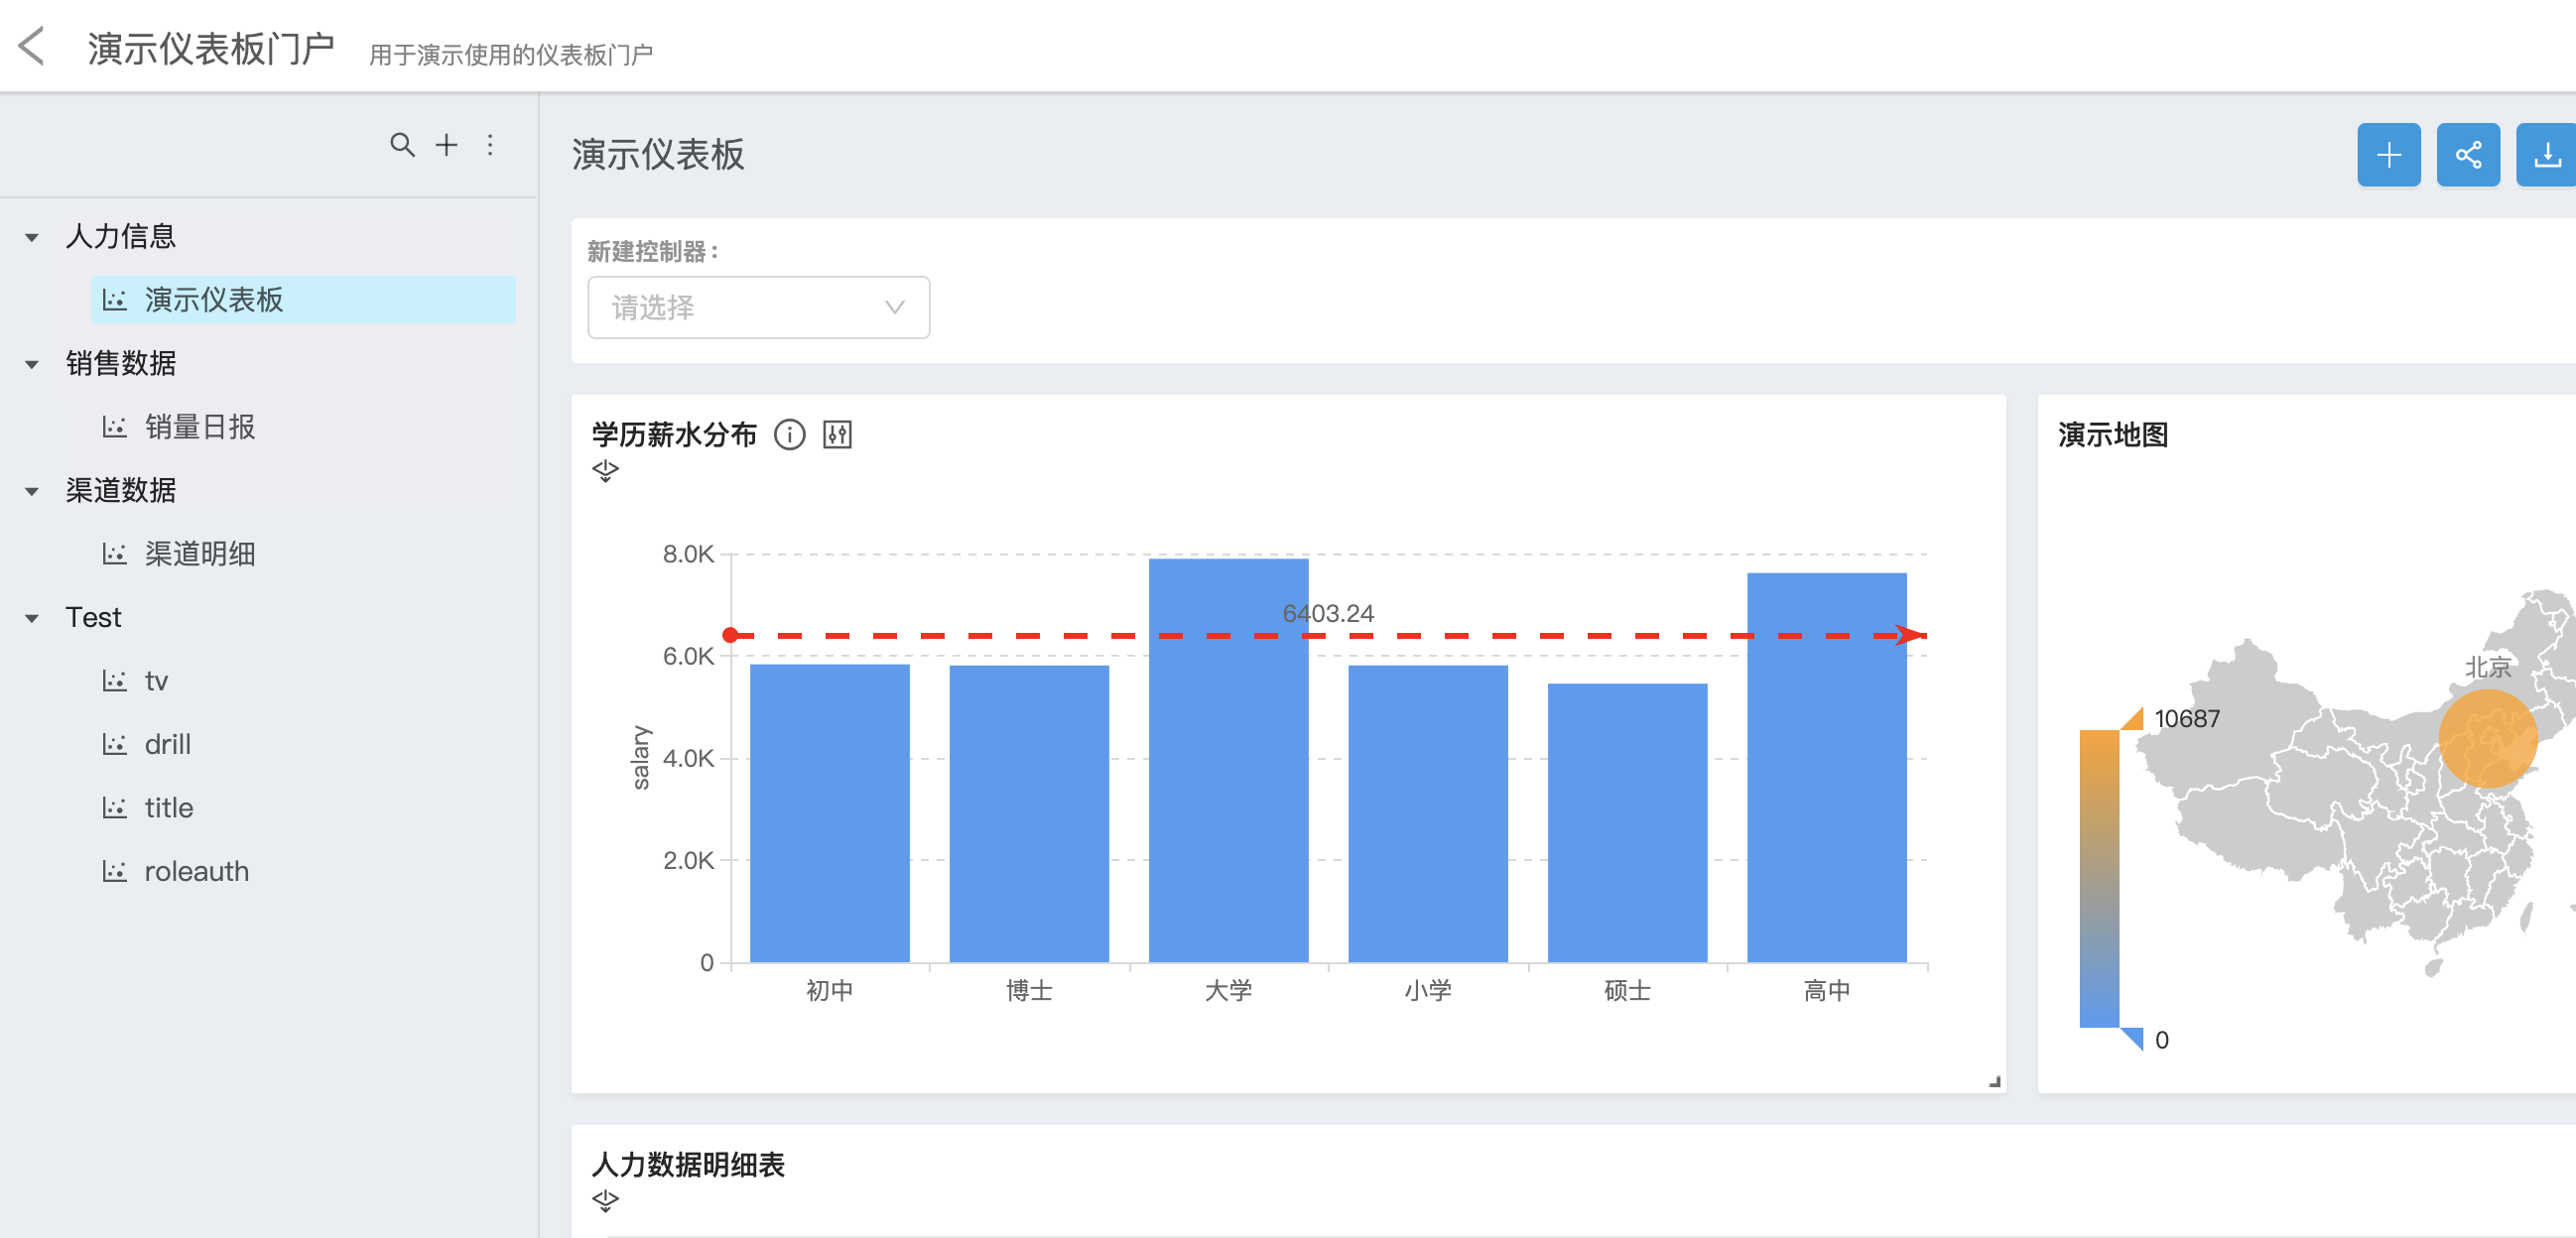 演示仪表板门户 用于演示使用的仪表板门户
人力信息
演示仪表板
销售数据
销量日报
渠道数据
渠道明细
Test
tv
drill
title
roleauth
演示仪表板
新建控制器：
请选择
学历薪水分布
8.0K
6.0K
4.0K
2.0K
0
salary
6403.24
初中 博士 大学 小学 硕士 高中
演示地图
北京
10687
0
人力数据明细表